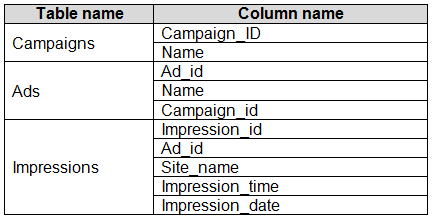 Table name Column name
Campaigns Campaign_ID
Name
Ads Ad_id
Name
Campaign_id
Impressions Impression_id
Ad_id
Site_name
Impression_time
Impression_date